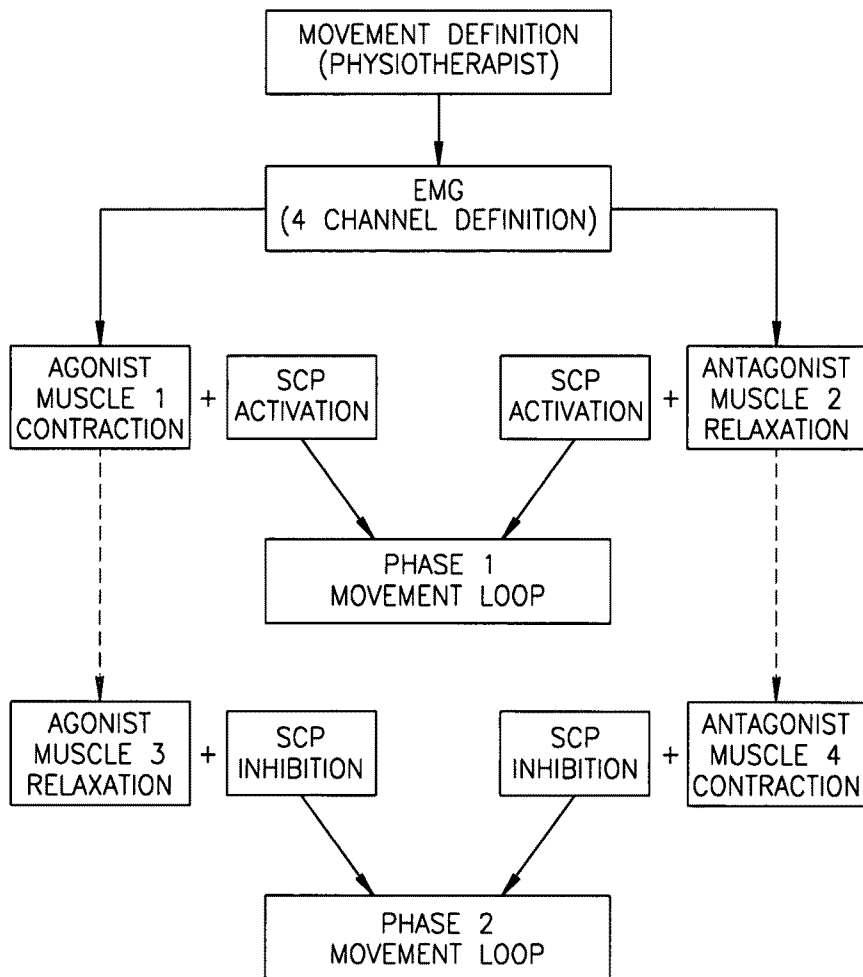 MOVEMENT DEFINITION
(PHYSIOTHERAPIST)
EMG
(4 CHANNEL DEFINITION)
AGONIST
MUSCLE 1
CONTRACTION
+
SCP
ACTIVATION
SCP
ACTIVATION
+
ANTAGONIST
MUSCLE 2
RELAXATION
PHASE 1
MOVEMENT LOOP
AGONIST
MUSCLE 3
RELAXATION
+
SCP
INHIBITION
SCP
INHIBITION
+
ANTAGONIST
MUSCLE 4
CONTRACTION
PHASE 2
MOVEMENT LOOP